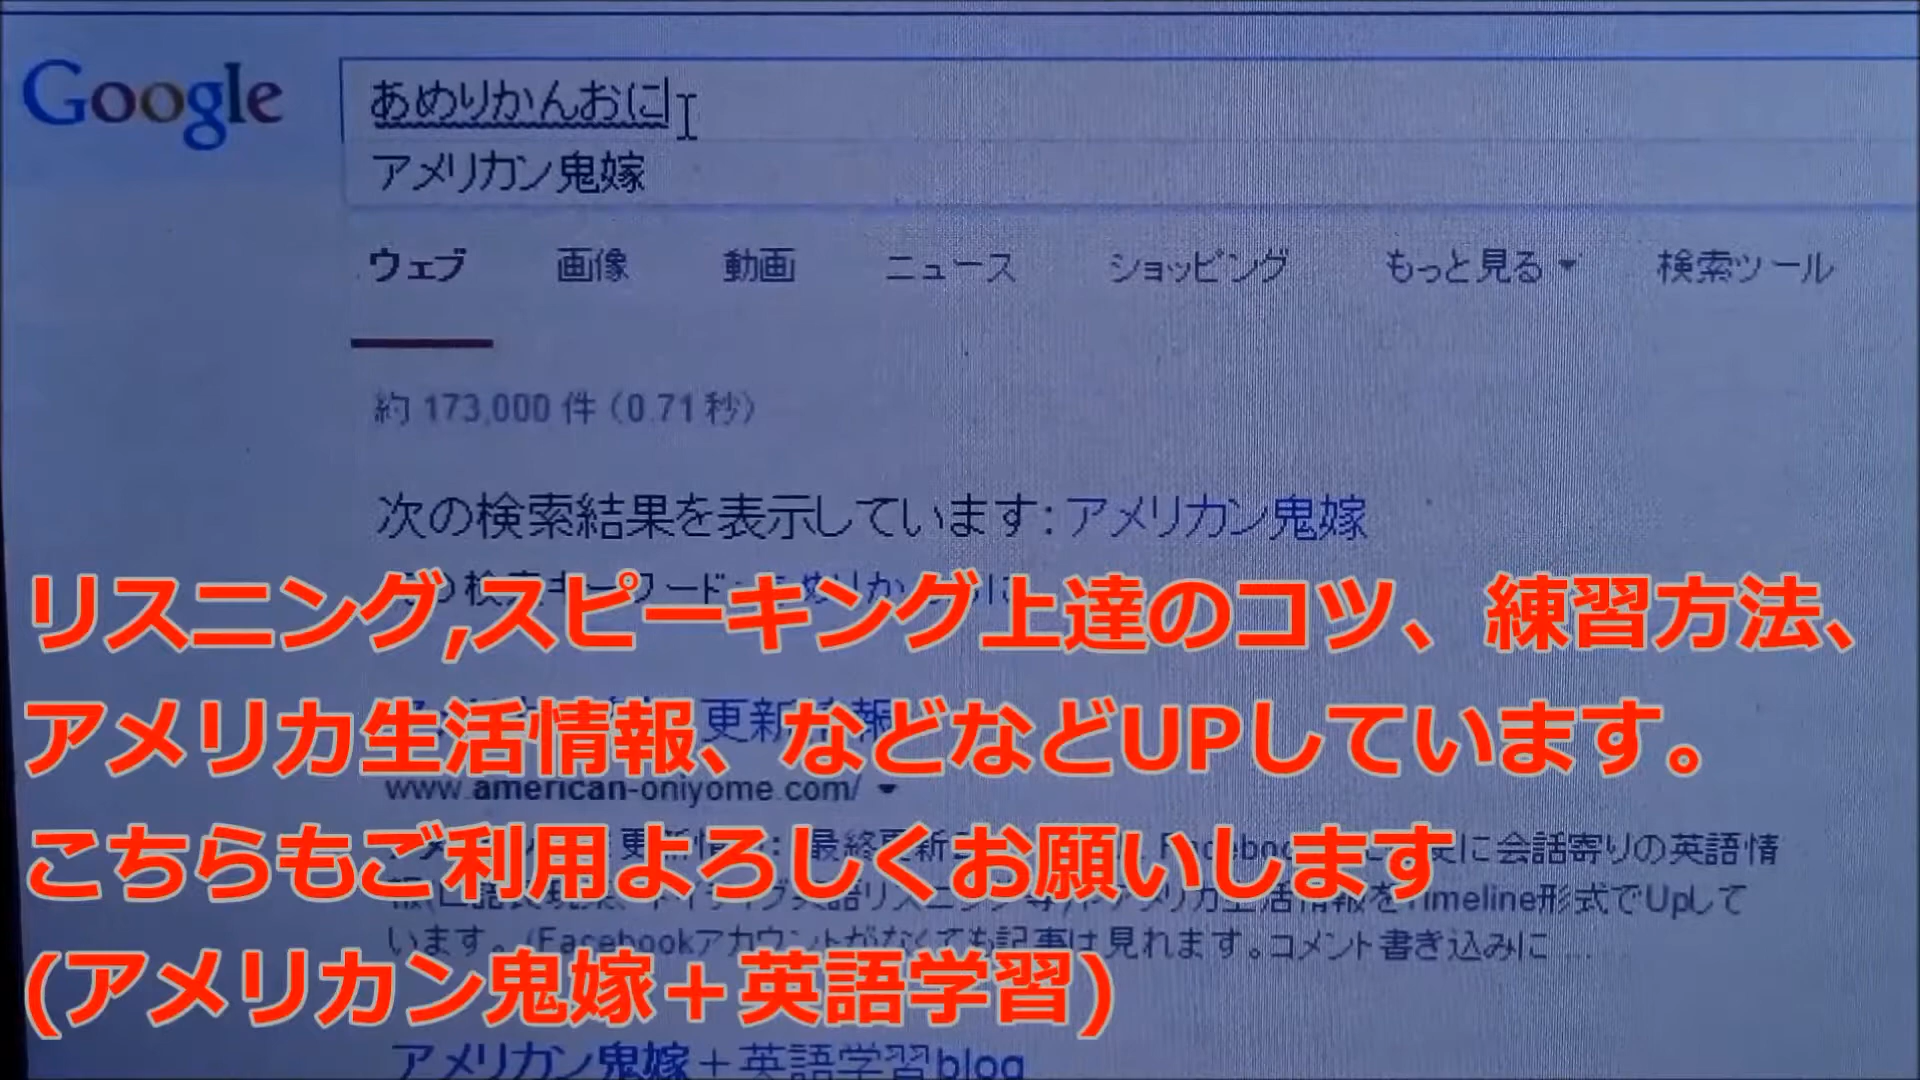 Google
あめりかんおに
アメリカン鬼嫁
ウェブ 画像 動画 ニュース ショッピング もっと見る 検索ツール
約 173,000 件 (0.71 秒)
次の検索結果を表示しています: アメリカン鬼嫁
リスニング,スピーキング上達のコツ、練習方法、
アメリカ生活情報、などなどUPしています。
www.american-oniyome.com/
こちらもご利用よろしくお願いします
会話寄りの英語情
Timeline形式でUpして
います。(Facebookアカウントがなくても記事は見れます。コメント書き込みに ...
(アメリカン鬼嫁＋英語学習)
アメリカン鬼嫁＋英語学習blog